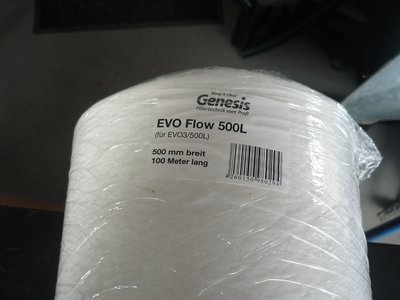 Keep it clear
Genesis
Filtertechnik vom Profi
EVO Flow 500L
(für EVO3/500L)
500 mm breit
100 Meter lang
4260150930294